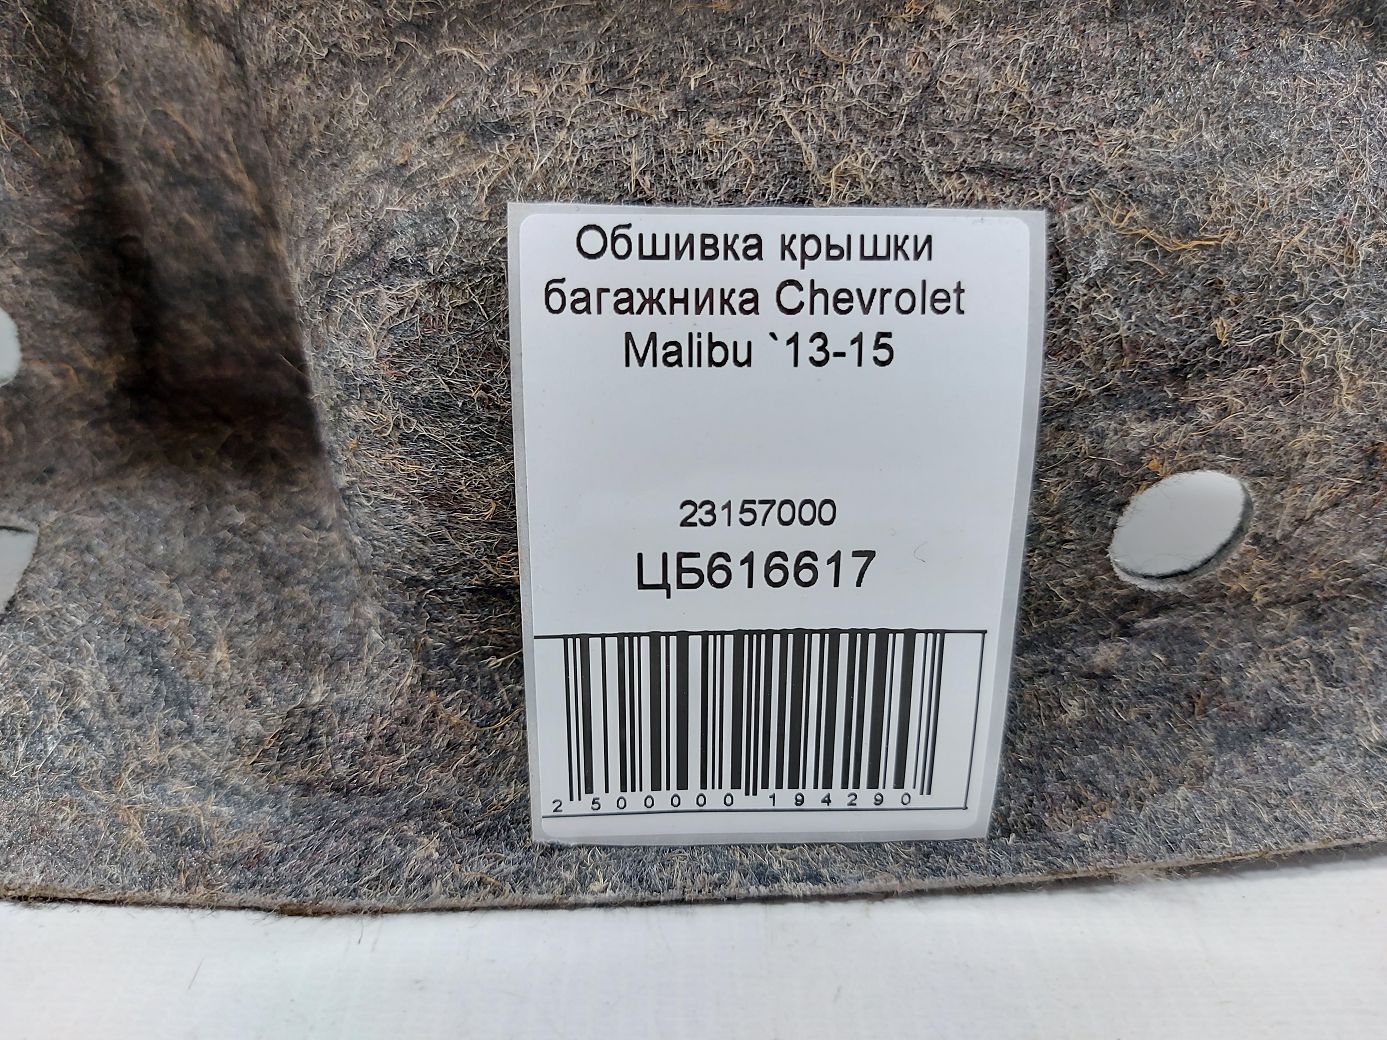 Обшивка крышки
багажника Chevrolet
Malibu `13-15
23157000
ЦБ616617
2 500000 194290